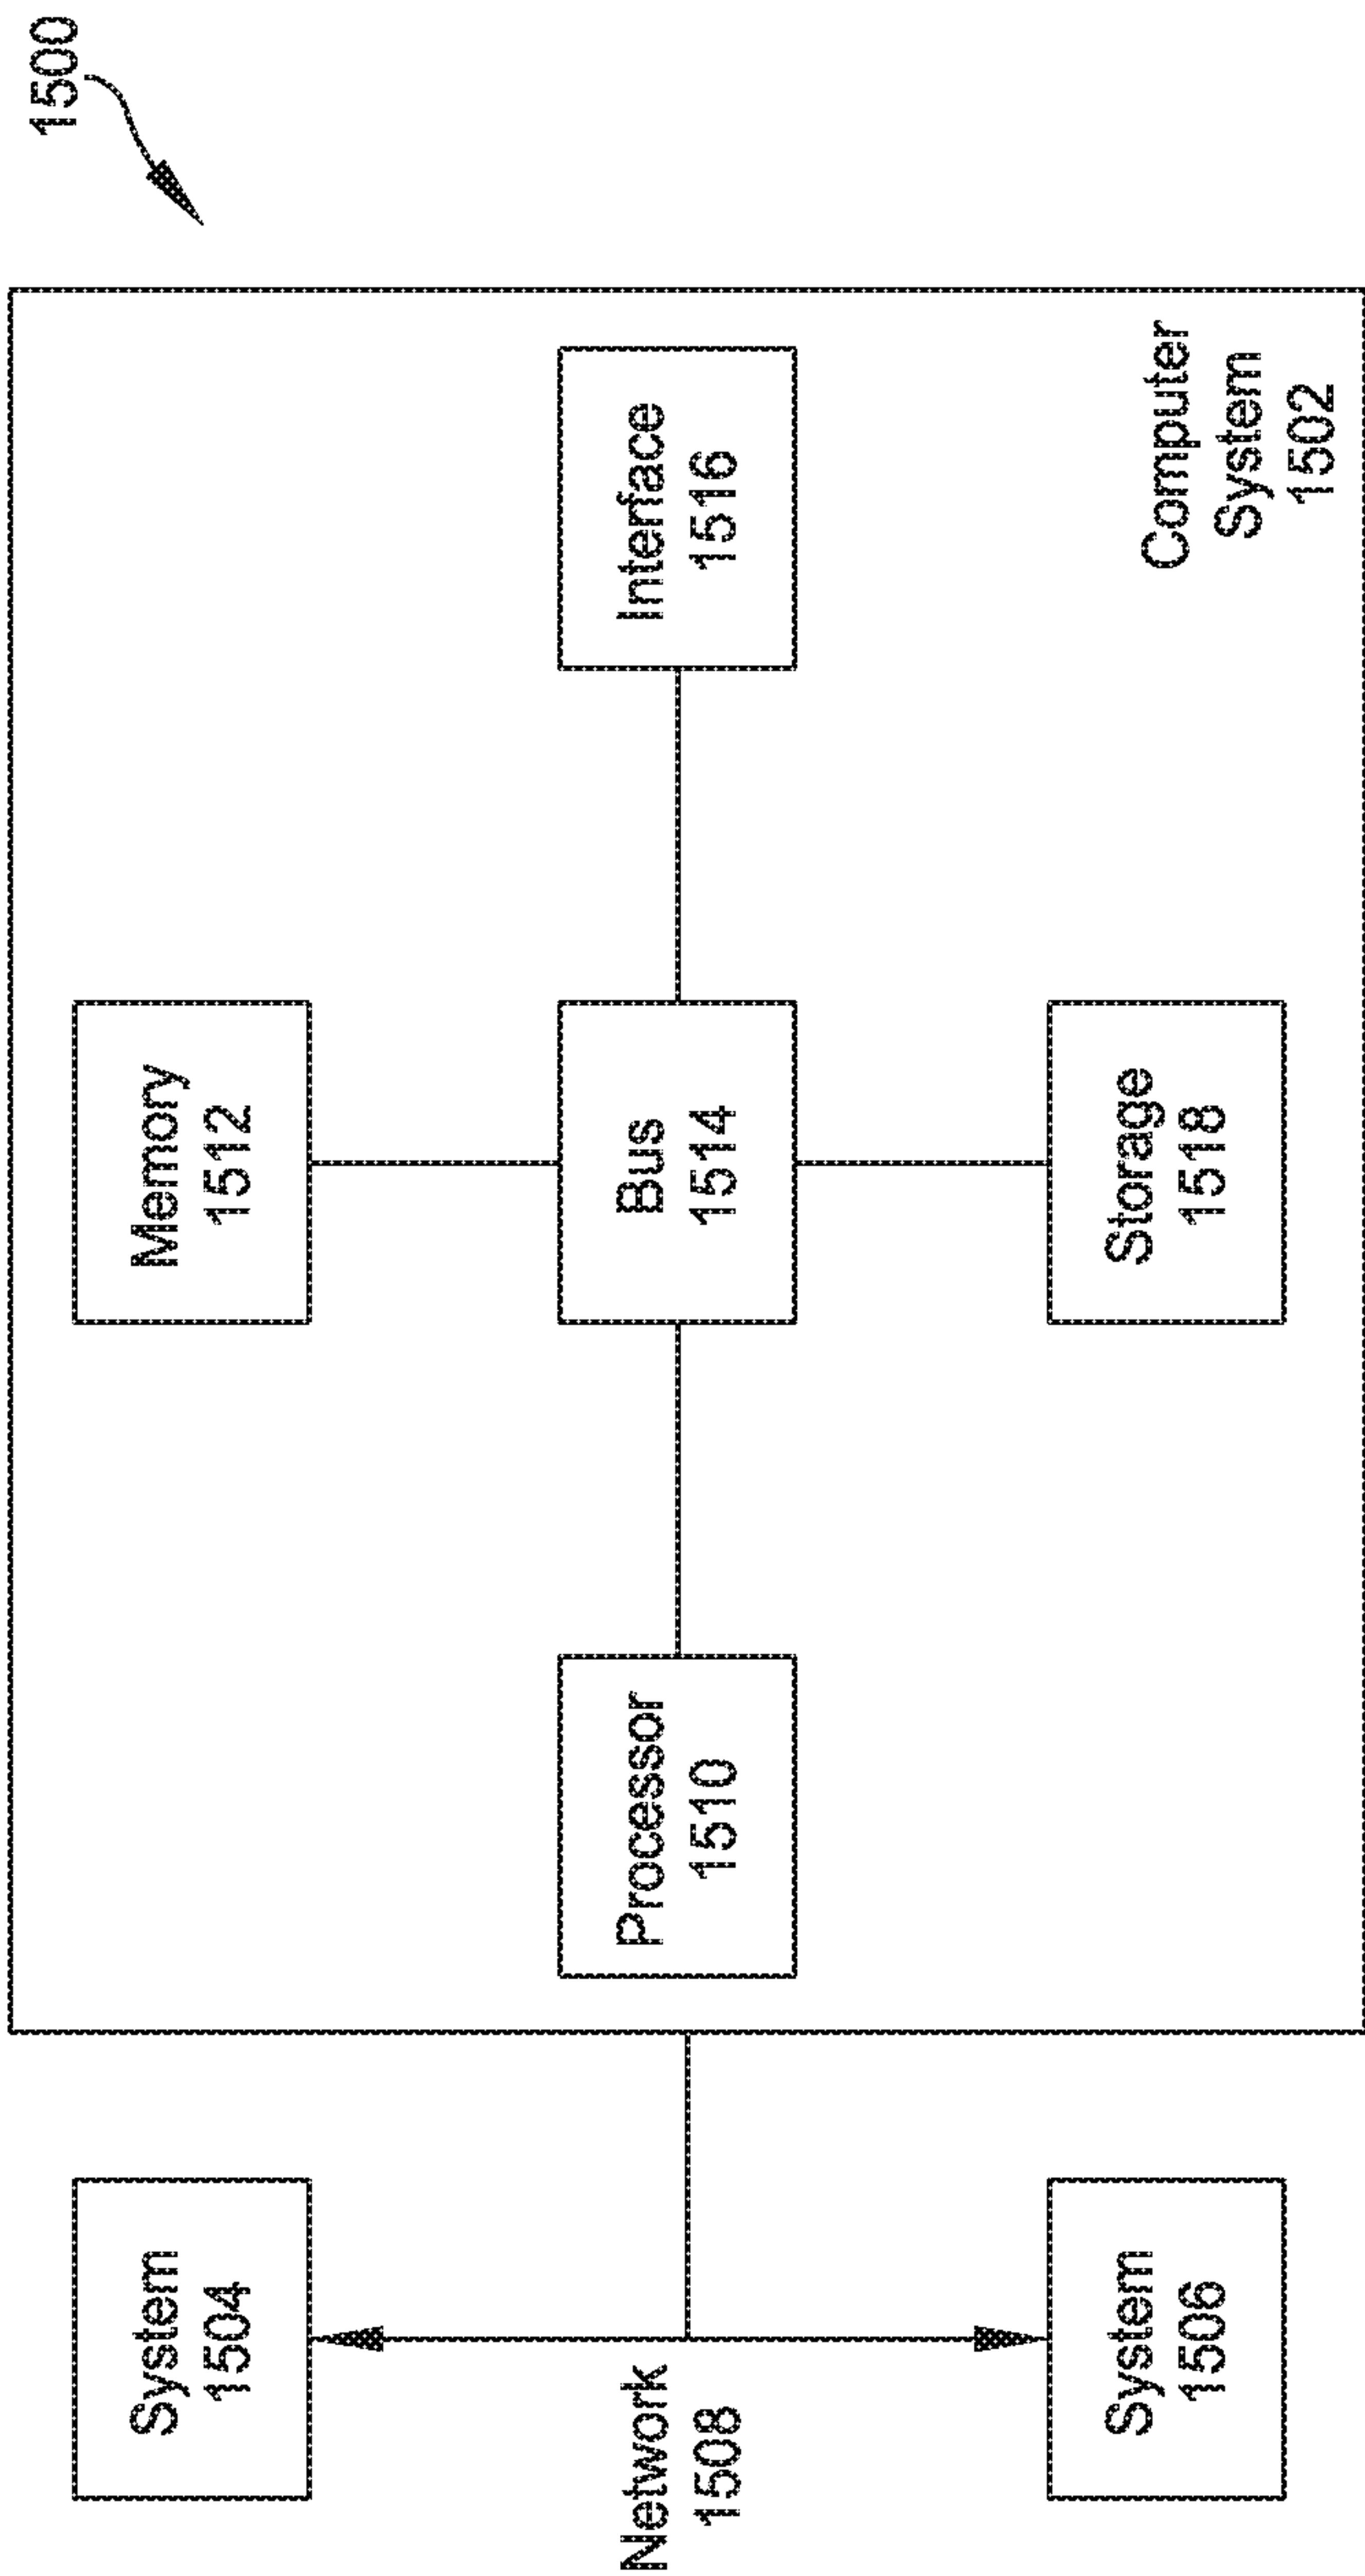 1500
System
1504
Memory
1512
Network
1508
Processor
1510
Bus
1514
Interface
1516
System
1506
Storage
1518
Computer
System
1502